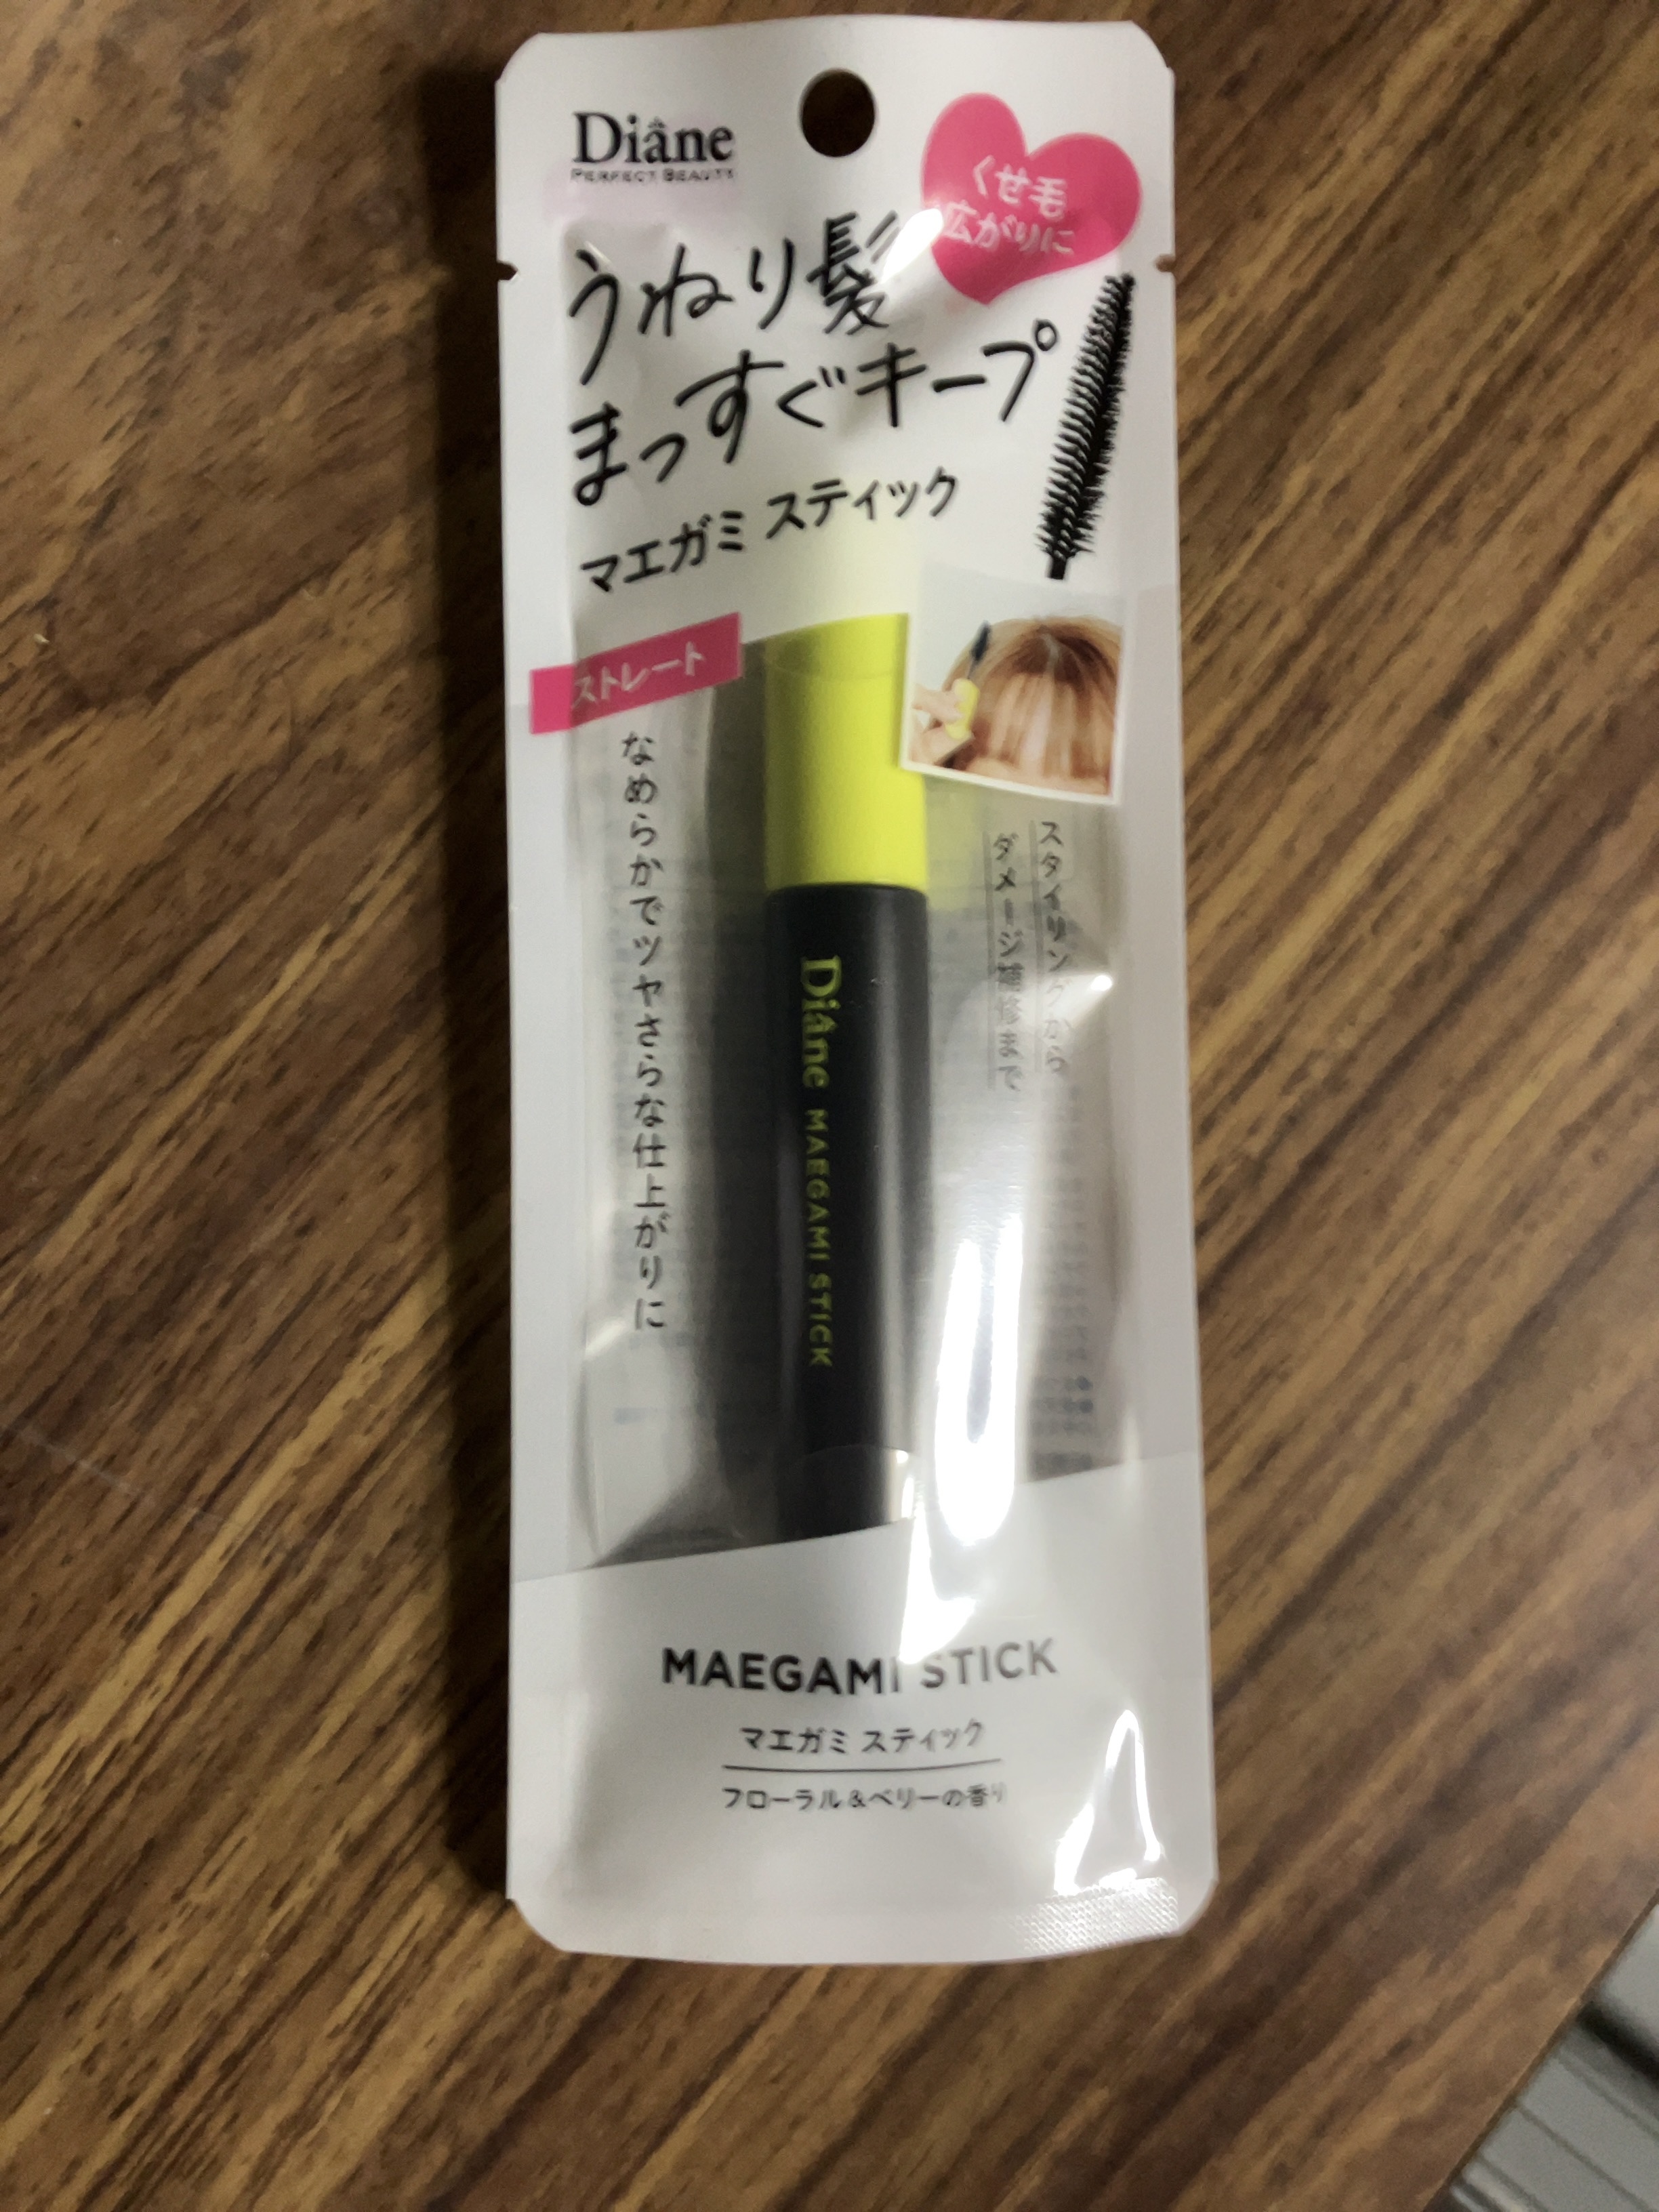 Diâne
PERFECT BEAUTY
くせ毛
広がりに
うねり髪
まっすぐキープ
マエガミ スティック
ストレート
なめらかでツヤさらな仕上がりに
スタイリングから
ダメージ補修まで
Diâne MAEGAMI STICK
MAEGAMI STICK
マエガミ スティック
フローラル&ベリーの香り